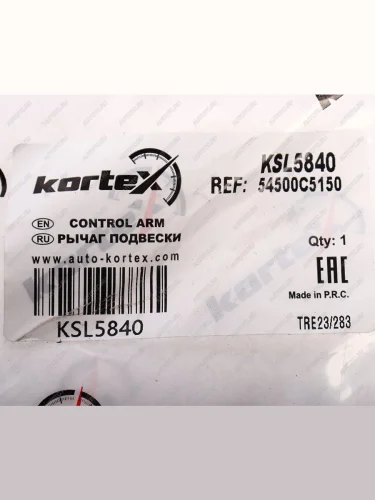 kortex
KSL5840
REF: 54500C5150
EN CONTROL ARM
RU РЫЧАГ ПОДВЕСКИ
www.auto-kortex.com
Qty: 1
EAC
Made in P.R.C.
KSL5840
TRE23/283